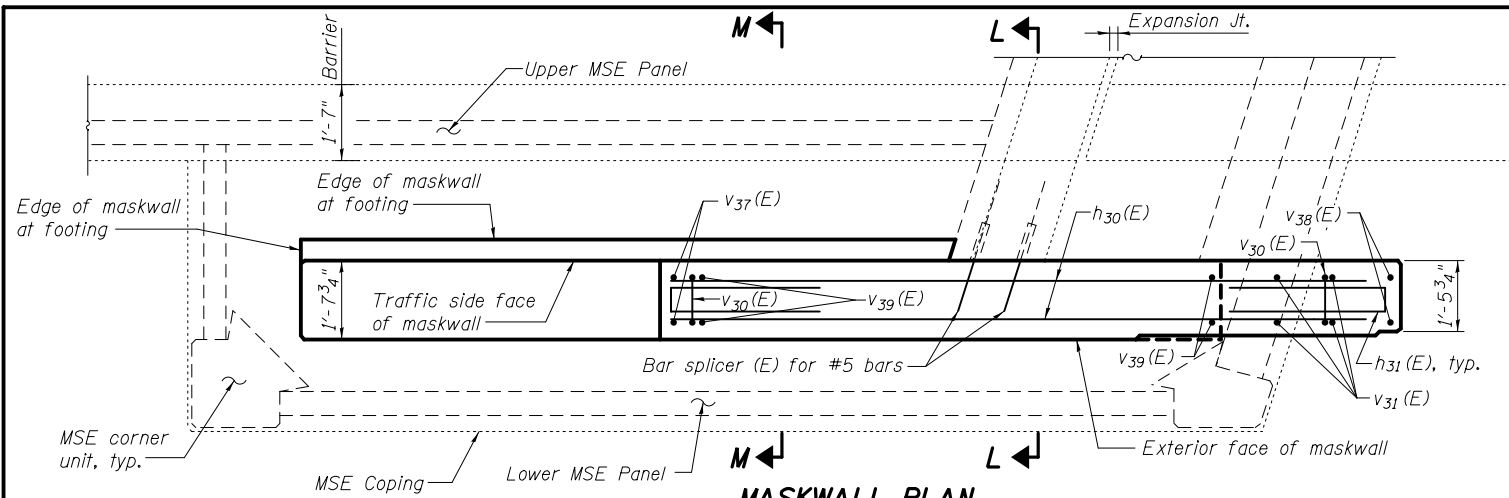 M
L
Expansion Jt.
Barrier
1'-7"
Upper MSE Panel
Edge of maskwall
at footing
Edge of maskwall
at footing
v37(E)
h30(E)
v38(E)
v30(E)
1'-7 3/4"
Traffic side face
of maskwall
v30(E)
v39(E)
1'-5 3/4"
Bar splicer (E) for #5 bars
v39(E)
h31(E), typ.
v31(E)
MSE corner
unit, typ.
MSE Coping
Lower MSE Panel
M
L
Exterior face of maskwall
MASKWALL PLAN